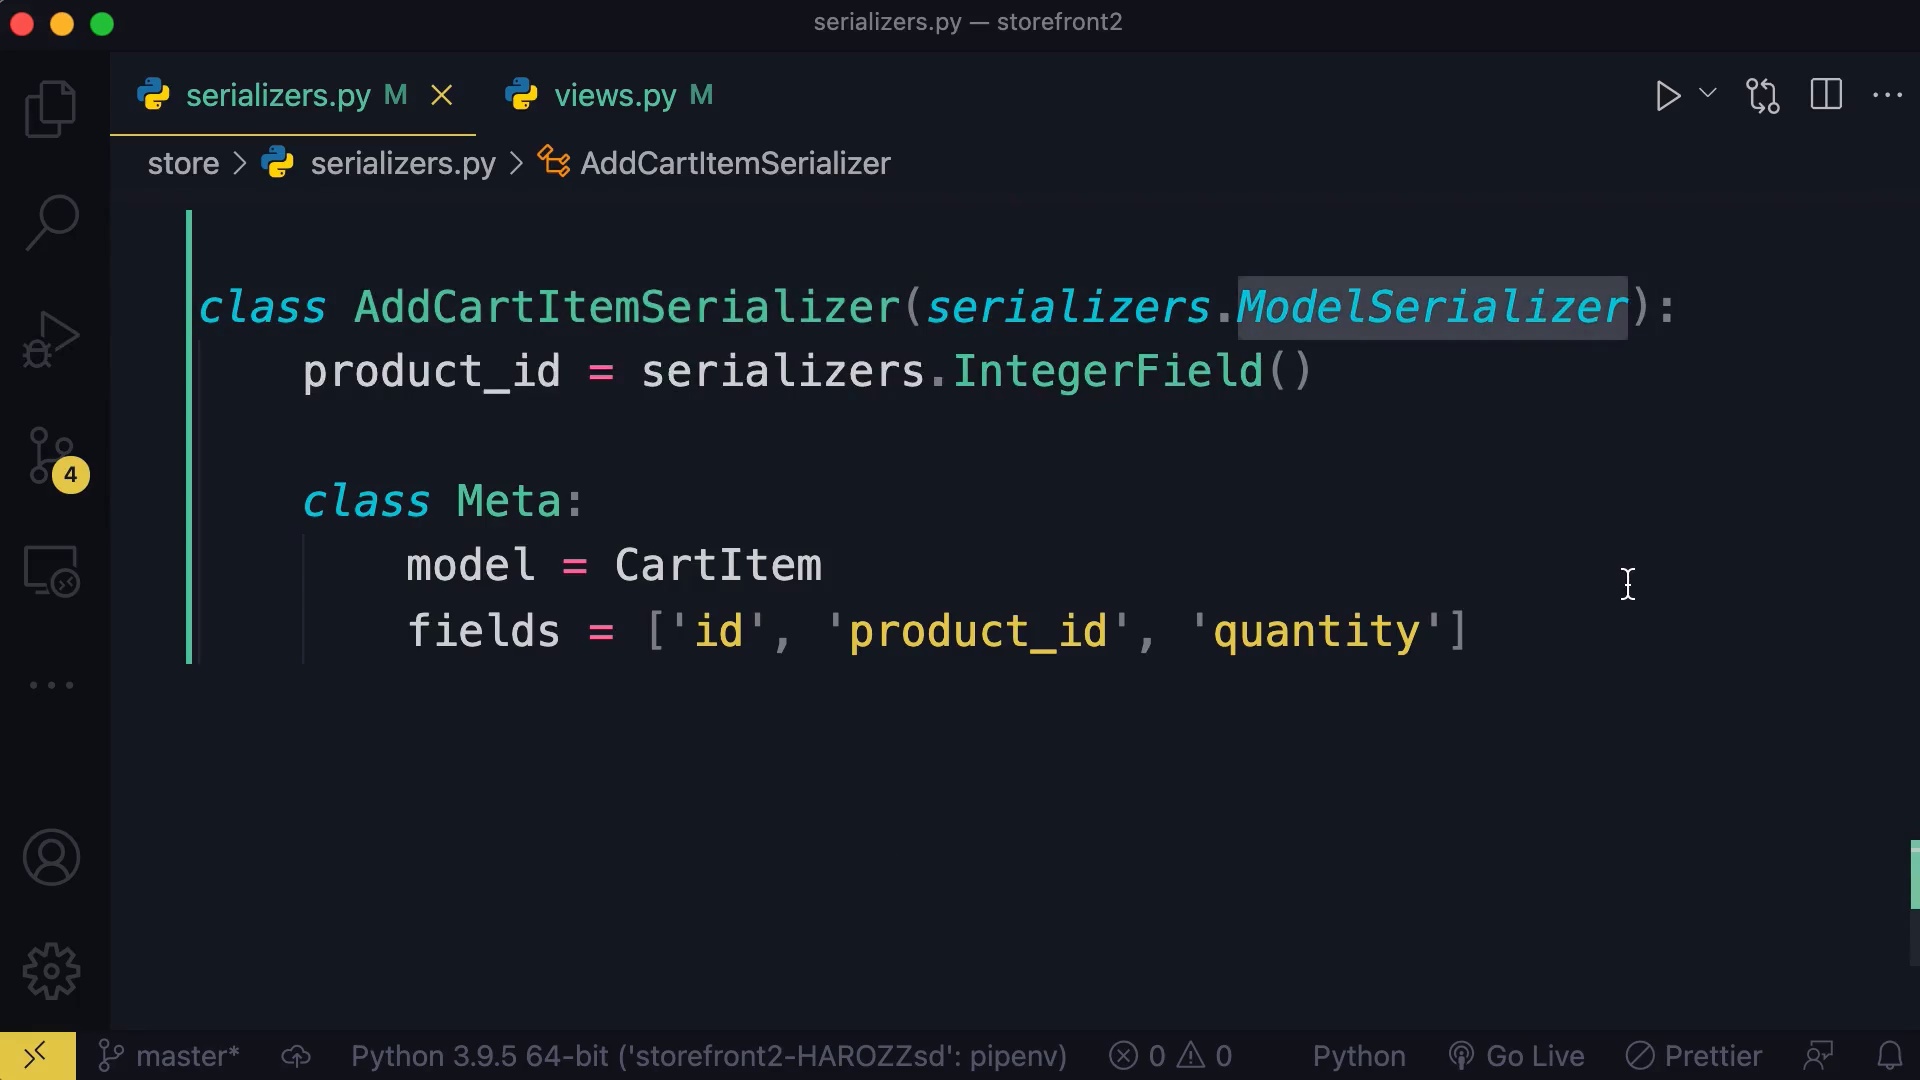 serializers.py — storefront2
serializers.py M views.py M
store > serializers.py > AddCartItemSerializer
class AddCartItemSerializer(serializers.ModelSerializer):
    product_id = serializers.IntegerField()
    class Meta:
        model = CartItem
        fields = ['id', 'product_id', 'quantity']
4
master* Python 3.9.5 64-bit ('storefront2-HAROZZsd': pipenv) 0 0 Python Go Live Prettier